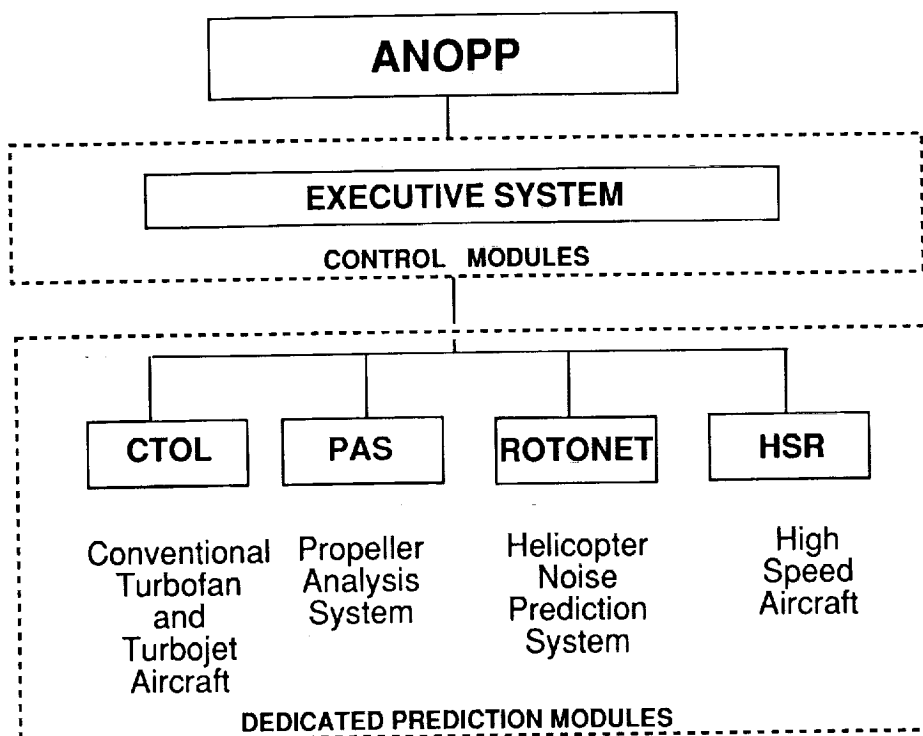 ANOPP
EXECUTIVE SYSTEM
CONTROL MODULES
CTOL
PAS
ROTONET
HSR
Conventional
Turbofan
and
Turbojet
Aircraft
Propeller
Analysis
System
Helicopter
Noise
Prediction
System
High
Speed
Aircraft
DEDICATED PREDICTION MODULES